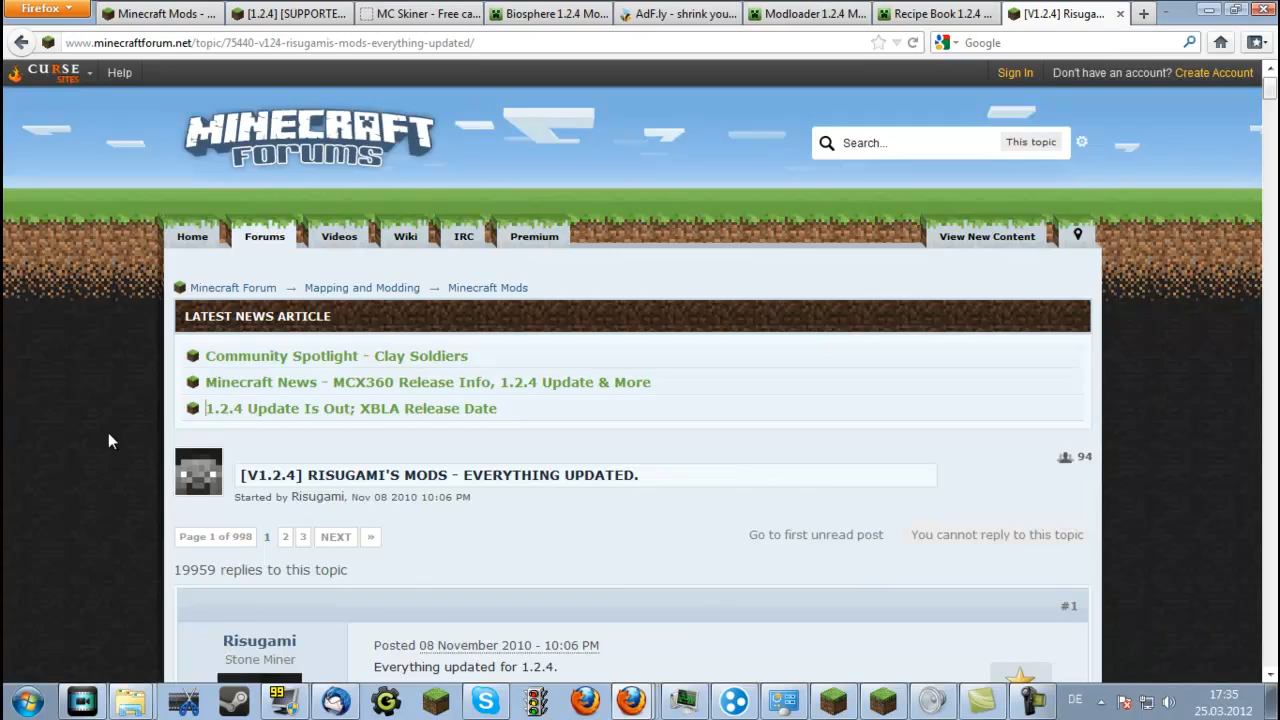 Firefox
Minecraft Mods - ...
[1.2.4] [SUPPORTE...
MC Skiner - Free ca...
Biosphere 1.2.4 Mo...
AdF.ly - shrink you...
Modloader 1.2.4 M...
Recipe Book 1.2.4 ...
[V1.2.4] Risuga...
www.minecraftforum.net/topic/75440-v124-risugamis-mods-everything-updated/
Google
CURSE SITES
Help
Sign In
Don't have an account? Create Account
MINECRAFT
FORUMS
Search...
This topic
Home
Forums
Videos
Wiki
IRC
Premium
View New Content
Minecraft Forum → Mapping and Modding → Minecraft Mods
LATEST NEWS ARTICLE
Community Spotlight - Clay Soldiers
Minecraft News - MCX360 Release Info, 1.2.4 Update & More
1.2.4 Update Is Out; XBLA Release Date
94
[V1.2.4] RISUGAMI'S MODS - EVERYTHING UPDATED.
Started by Risugami, Nov 08 2010 10:06 PM
Page 1 of 998
1
2
3
NEXT
»
Go to first unread post
You cannot reply to this topic
19959 replies to this topic
#1
Risugami
Stone Miner
Posted 08 November 2010 - 10:06 PM
Everything updated for 1.2.4.
99
DE
17:35
25.03.2012